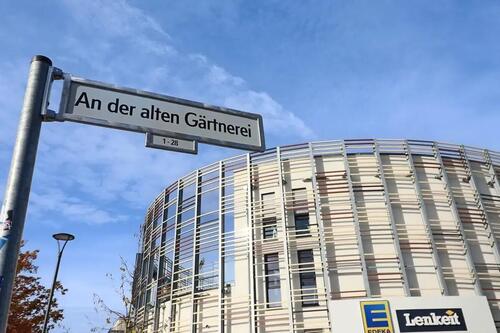 An der alten Gärtnerei
1 - 28
E
EDEKA
Lenkeit